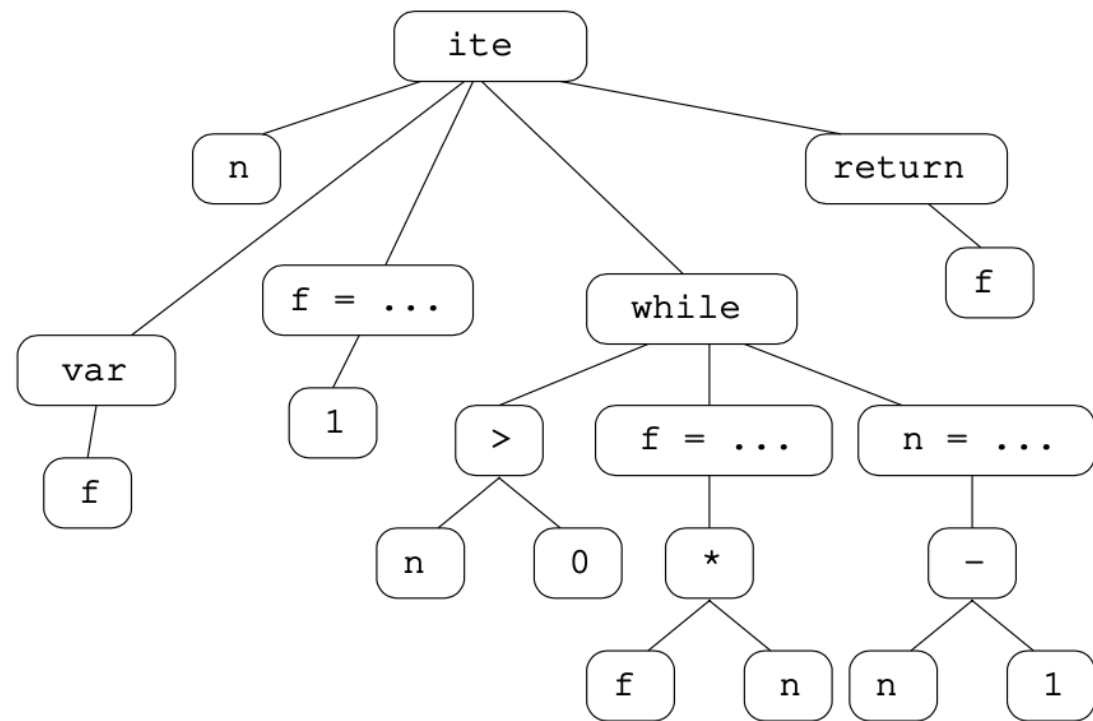 ite
n
return
f
f = ...
while
var
1
>
f = ...
n = ...
f
n
0
*
−
f
n
n
1